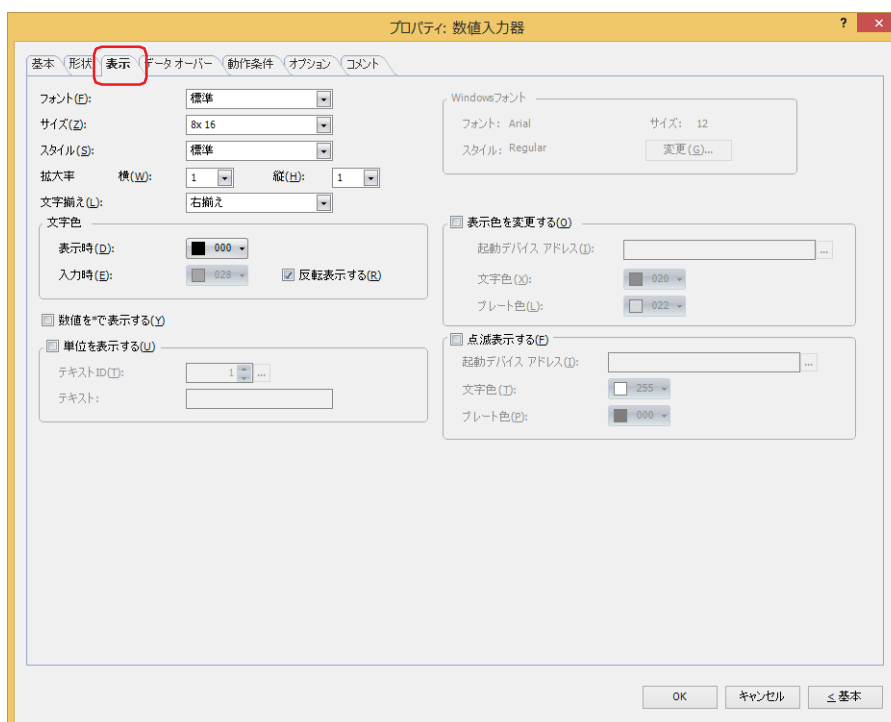 プロパティ: 数値入力器 ? ×
基本 形状 表示 データ オーバー 動作条件 オプション コメント
フォント(F): 標準
サイズ(Z): 8x 16
スタイル(S): 標準
拡大率 横(W): 1 縦(H): 1
文字揃え(L): 右揃え
文字色
表示時(D): 000
入力時(E): 028 反転表示する(R)
数値を*で表示する(Y)
単位を表示する(U)
テキストID(T): 1 ...
テキスト:
Windowsフォント
フォント: Arial サイズ: 12
スタイル: Regular 変更(G)...
表示色を変更する(O)
起動デバイス アドレス(I): ...
文字色(X): 020
プレート色(L): 022
点滅表示する(F)
起動デバイス アドレス(I): ...
文字色(T): 255
プレート色(P): 000
OK キャンセル < 基本